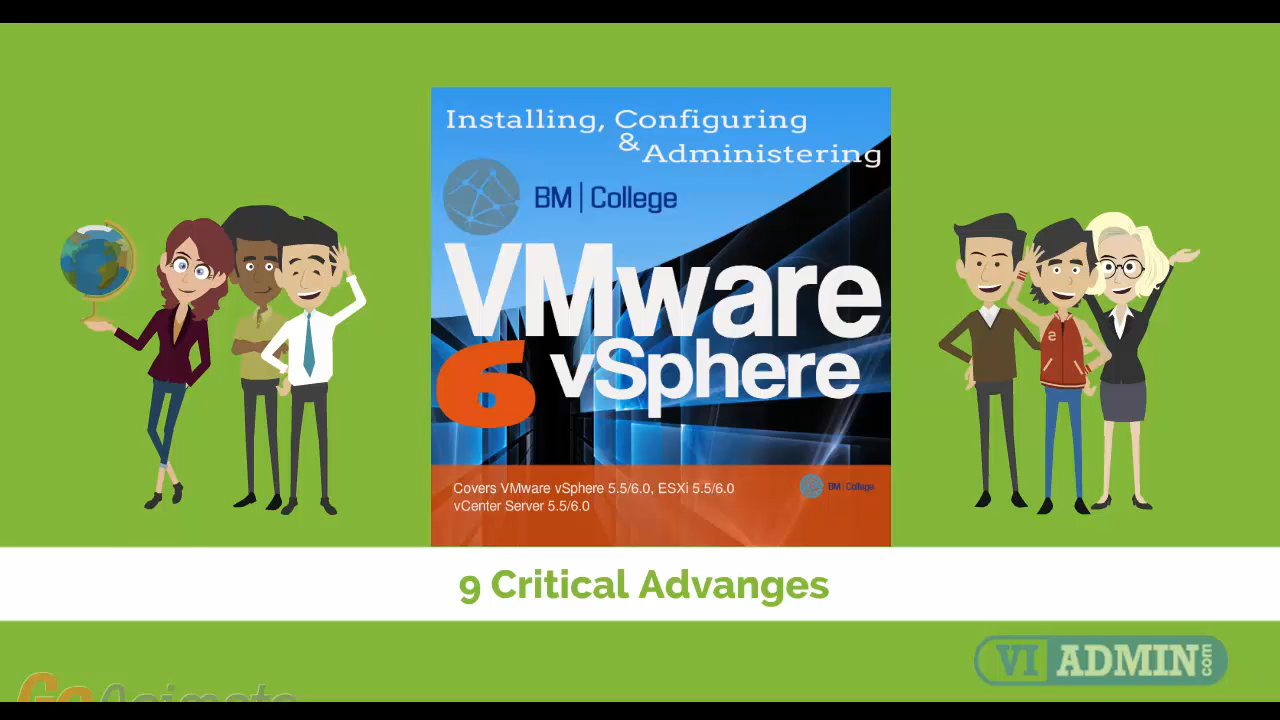 Installing, Configuring
&
Administering
BM | College
VMware
6 vSphere
Covers VMware vSphere 5.5/6.0, ESXi 5.5/6.0
vCenter Server 5.5/6.0
BM | College
9 Critical Advanges
VI ADMIN.com
GoAnimate